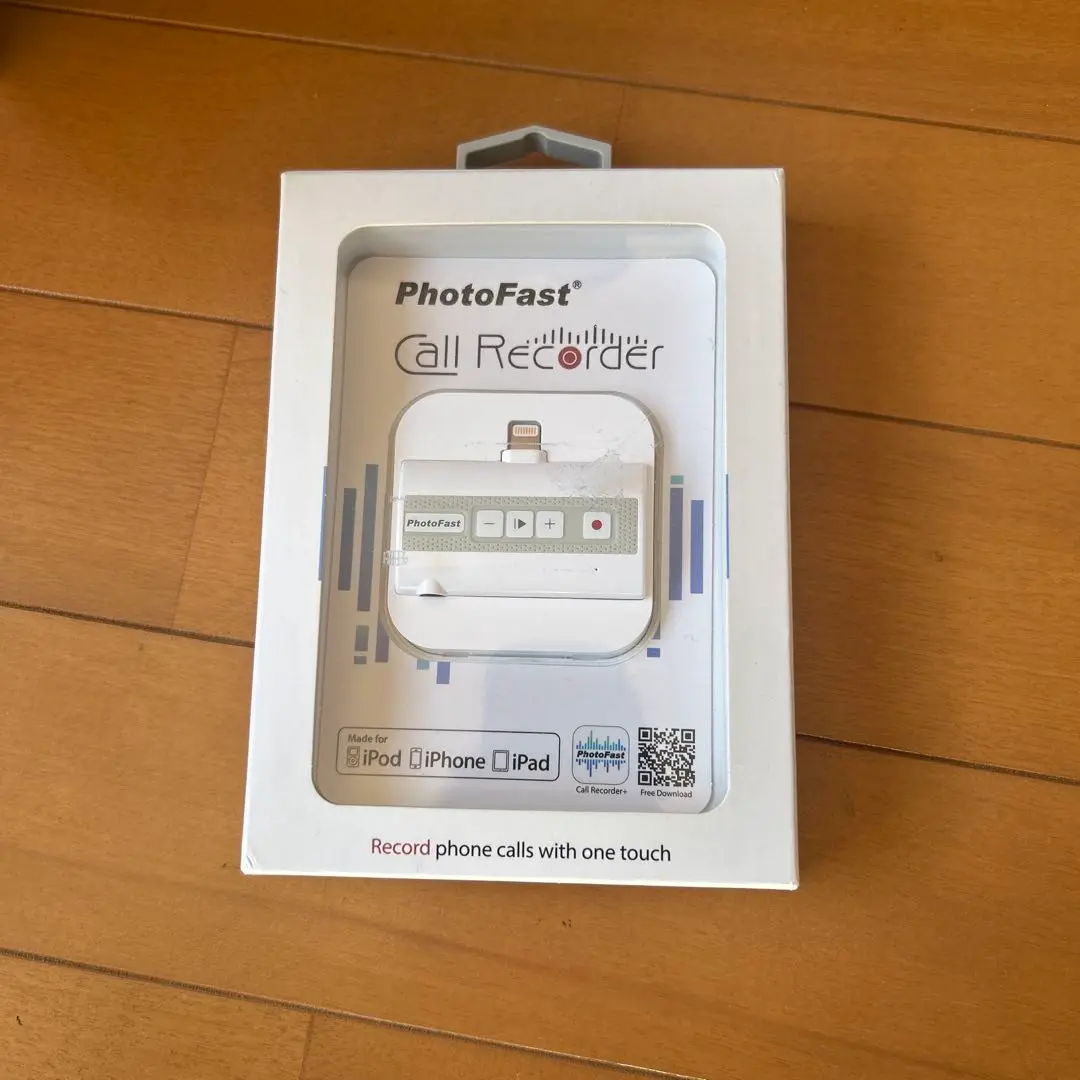 PhotoFast®
Call Recorder
PhotoFast
Made for
iPod iPhone iPad
PhotoFast
Call Recorder+
Free Download
Record phone calls with one touch